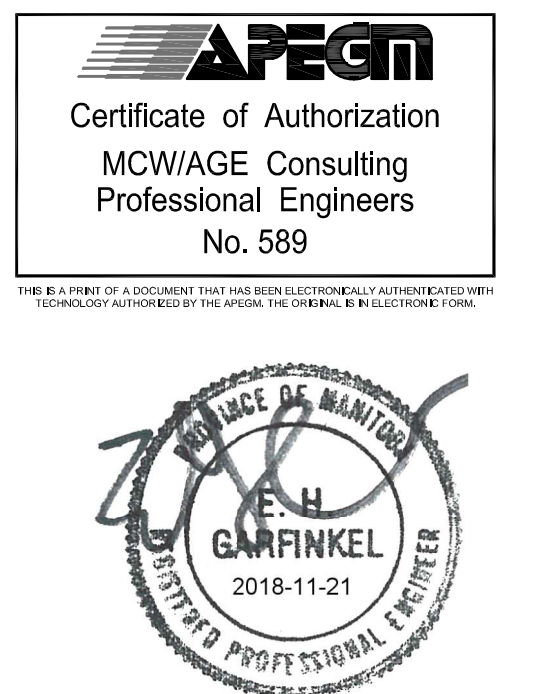 APEGM
Certificate of Authorization
MCW/AGE Consulting
Professional Engineers
No. 589
THIS IS A PRINT OF A DOCUMENT THAT HAS BEEN ELECTRONICALLY AUTHENTICATED WITH
TECHNOLOGY AUTHORIZED BY THE APEGM. THE ORIGINAL IS IN ELECTRONIC FORM.
PROVINCE OF MANITOBA
E. H.
GARFINKEL
2018-11-21
REGISTERED PROFESSIONAL ENGINEER